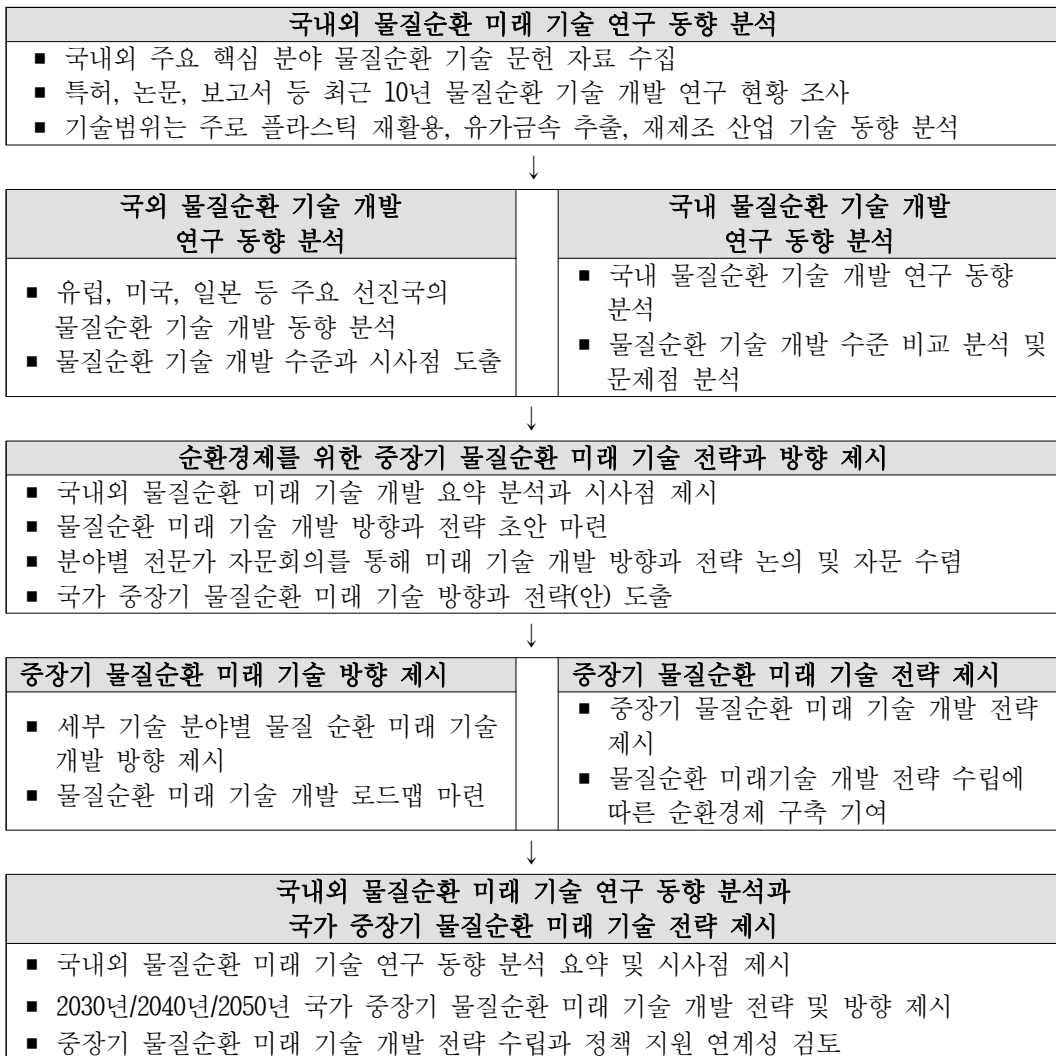 국내외 물질순환 미래 기술 연구 동향 분석
▪ 국내외 주요 핵심 분야 물질순환 기술 문헌 자료 수집
▪ 특허, 논문, 보고서 등 최근 10년 물질순환 기술 개발 연구 현황 조사
▪ 기술범위는 주로 플라스틱 재활용, 유가금속 추출, 재제조 산업 기술 동향 분석
↓
국외 물질순환 기술 개발
연구 동향 분석
▪ 유럽, 미국, 일본 등 주요 선진국의
물질순환 기술 개발 동향 분석
▪ 물질순환 기술 개발 수준과 시사점 도출
국내 물질순환 기술 개발
연구 동향 분석
▪ 국내 물질순환 기술 개발 연구 동향
분석
▪ 물질순환 기술 개발 수준 비교 분석 및
문제점 분석
↓
순환경제를 위한 중장기 물질순환 미래 기술 전략과 방향 제시
▪ 국내외 물질순환 미래 기술 개발 요약 분석과 시사점 제시
▪ 물질순환 미래 기술 개발 방향과 전략 초안 마련
▪ 분야별 전문가 자문회의를 통해 미래 기술 개발 방향과 전략 논의 및 자문 수렴
▪ 국가 중장기 물질순환 미래 기술 방향과 전략(안) 도출
↓
중장기 물질순환 미래 기술 방향 제시
▪ 세부 기술 분야별 물질 순환 미래 기술
개발 방향 제시
▪ 물질순환 미래 기술 개발 로드맵 마련
중장기 물질순환 미래 기술 전략 제시
▪ 중장기 물질순환 미래 기술 개발 전략
제시
▪ 물질순환 미래기술 개발 전략 수립에
따른 순환경제 구축 기여
↓
국내외 물질순환 미래 기술 연구 동향 분석과
국가 중장기 물질순환 미래 기술 전략 제시
▪ 국내외 물질순환 미래 기술 연구 동향 분석 요약 및 시사점 제시
▪ 2030년/2040년/2050년 국가 중장기 물질순환 미래 기술 개발 전략 및 방향 제시
▪ 중장기 물질순환 미래 기술 개발 전략 수립과 정책 지원 연계성 검토